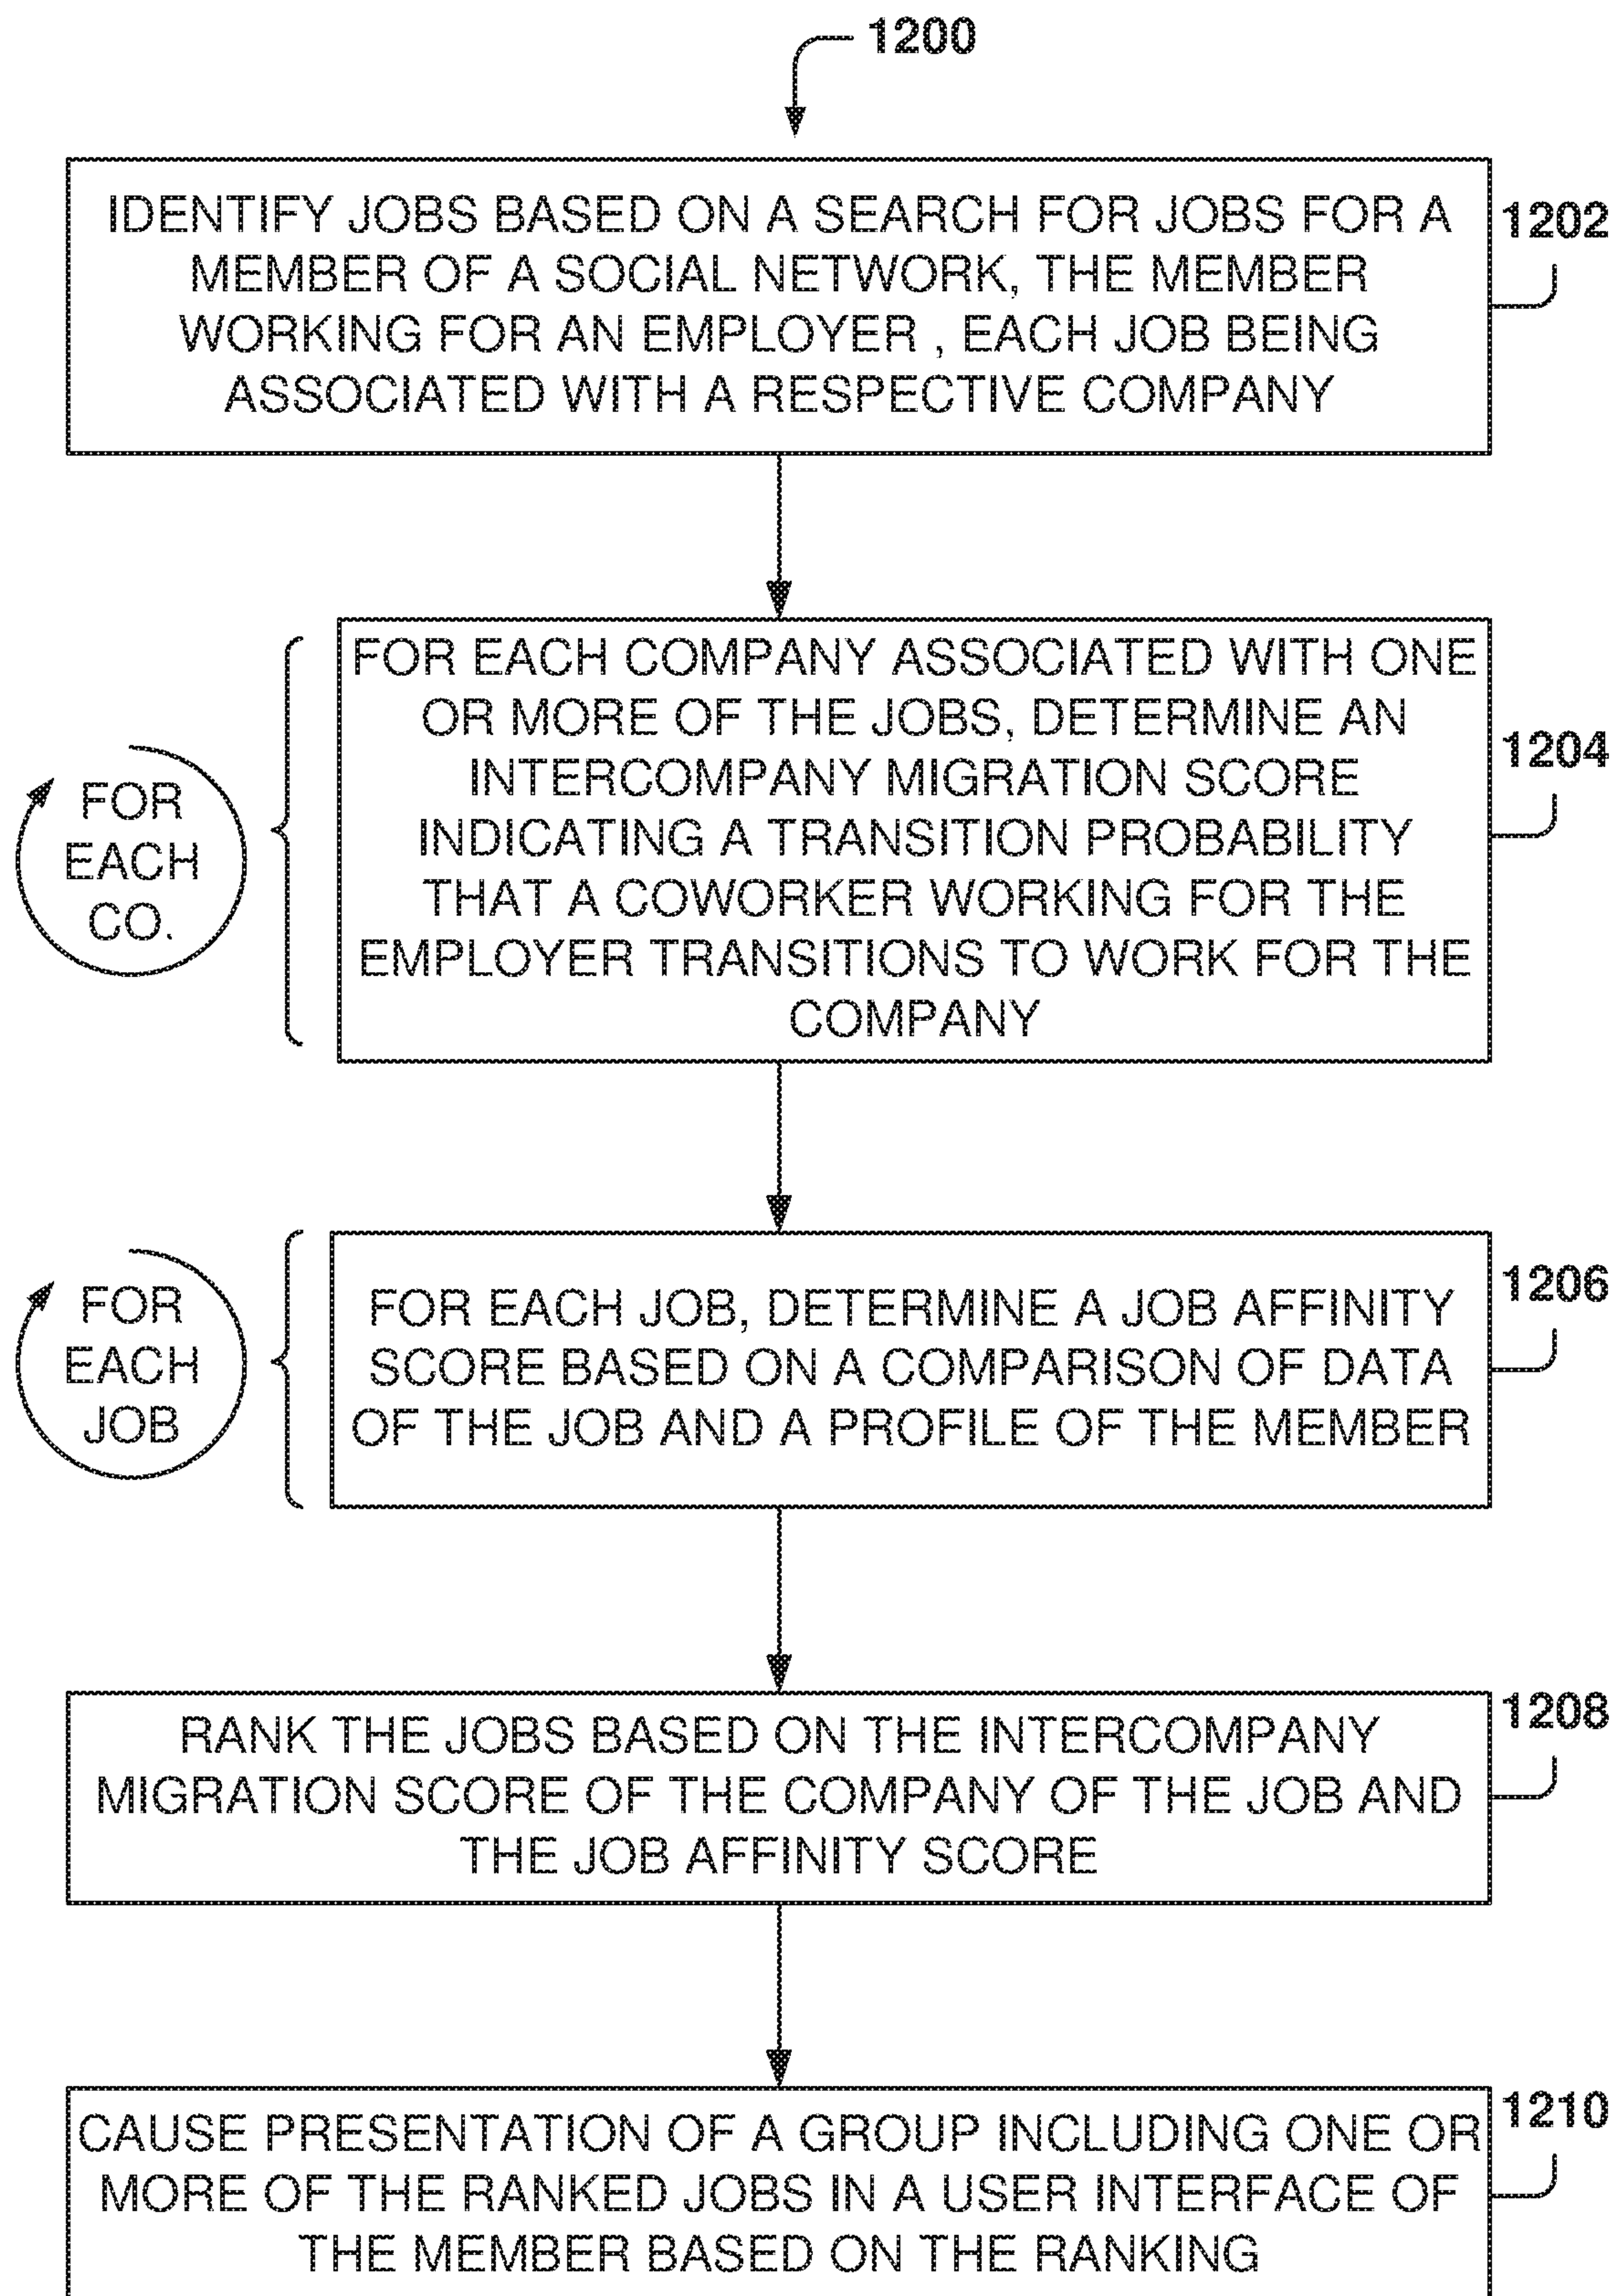 1200
IDENTIFY JOBS BASED ON A SEARCH FOR JOBS FOR A
MEMBER OF A SOCIAL NETWORK, THE MEMBER
WORKING FOR AN EMPLOYER , EACH JOB BEING
ASSOCIATED WITH A RESPECTIVE COMPANY
1202
FOR
EACH
CO.
FOR EACH COMPANY ASSOCIATED WITH ONE
OR MORE OF THE JOBS, DETERMINE AN
INTERCOMPANY MIGRATION SCORE
INDICATING A TRANSITION PROBABILITY
THAT A COWORKER WORKING FOR THE
EMPLOYER TRANSITIONS TO WORK FOR THE
COMPANY
1204
FOR
EACH
JOB
FOR EACH JOB, DETERMINE A JOB AFFINITY
SCORE BASED ON A COMPARISON OF DATA
OF THE JOB AND A PROFILE OF THE MEMBER
1206
RANK THE JOBS BASED ON THE INTERCOMPANY
MIGRATION SCORE OF THE COMPANY OF THE JOB AND
THE JOB AFFINITY SCORE
1208
CAUSE PRESENTATION OF A GROUP INCLUDING ONE OR
MORE OF THE RANKED JOBS IN A USER INTERFACE OF
THE MEMBER BASED ON THE RANKING
1210